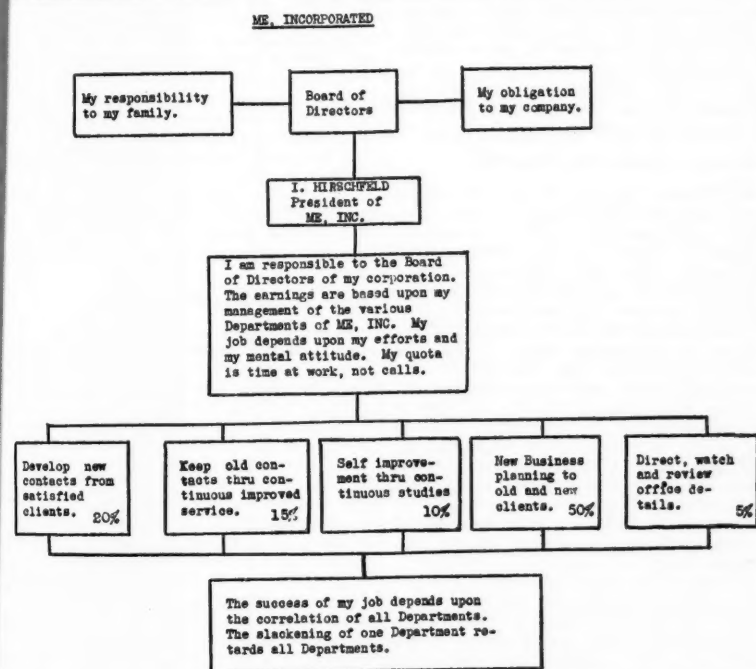 ME, INCORPORATED
My responsibility
to my family.
Board of
Directors
My obligation
to my company.
I. HIRSCHFELD
President of
ME, INC.
I am responsible to the Board
of Directors of my corporation.
The earnings are based upon my
management of the various
Departments of ME, INC. My
job depends upon my efforts and
my mental attitude. My quota
is time at work, not calls.
Develop new
contacts from
satisfied
clients. 20%
Keep old con-
tacts thru con-
tinuous improved
service. 15%
Self improve-
ment thru con-
tinuous studies
10%
New Business
planning to
old and new
clients. 50%
Direct, watch
and review
office de-
tails. 5%
The success of my job depends upon
the correlation of all Departments.
The slackening of one Department re-
tards all Departments.